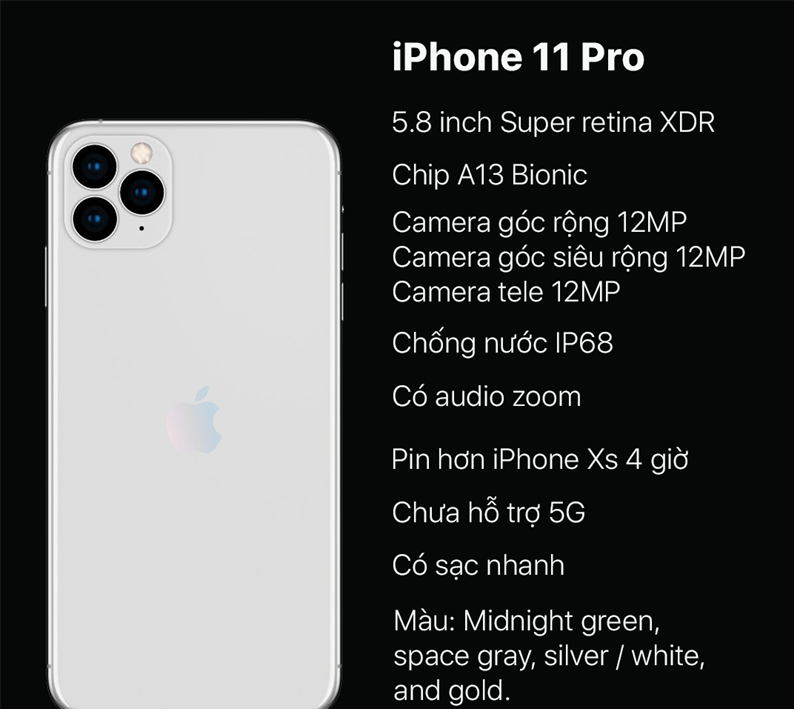 iPhone 11 Pro
5.8 inch Super retina XDR
Chip A13 Bionic
Camera góc rộng 12MP
Camera góc siêu rộng 12MP
Camera tele 12MP
Chống nước IP68
Có audio zoom
Pin hơn iPhone Xs 4 giờ
Chưa hỗ trợ 5G
Có sạc nhanh
Màu: Midnight green,
space gray, silver / white,
and gold.